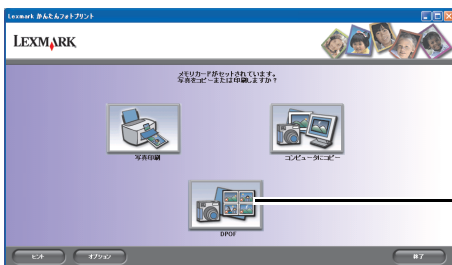 Lexmark かんたんフォトプリント
LEXMARK
メモリカードがセットされています。
写真をコピーまたは印刷しますか？
写真印刷
コンピュータにコピー
DPOF
ヒント
オプション
終了